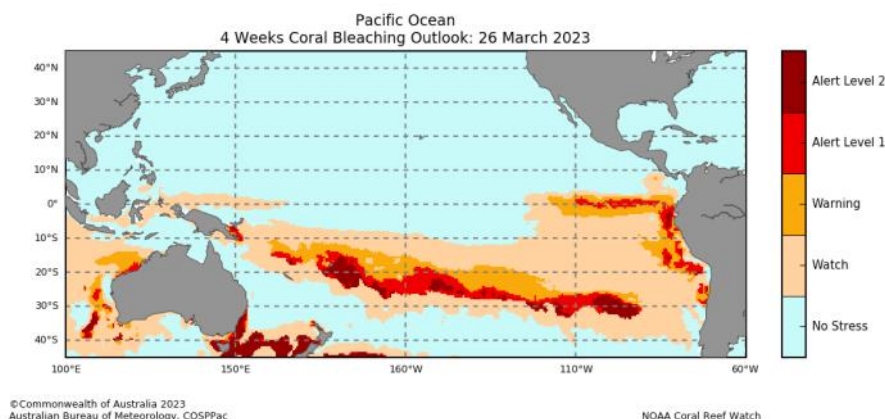 Pacific Ocean
4 Weeks Coral Bleaching Outlook: 26 March 2023
40°N
30°N
20°N
10°N
0°
10°S
20°S
30°S
40°S
100°E
150°E
160°W
110°W
60°W
Alert Level 2
Alert Level 1
Warning
Watch
No Stress
©Commonwealth of Australia 2023
Australian Bureau of Meteorology, COSPPac
NOAA Coral Reef Watch